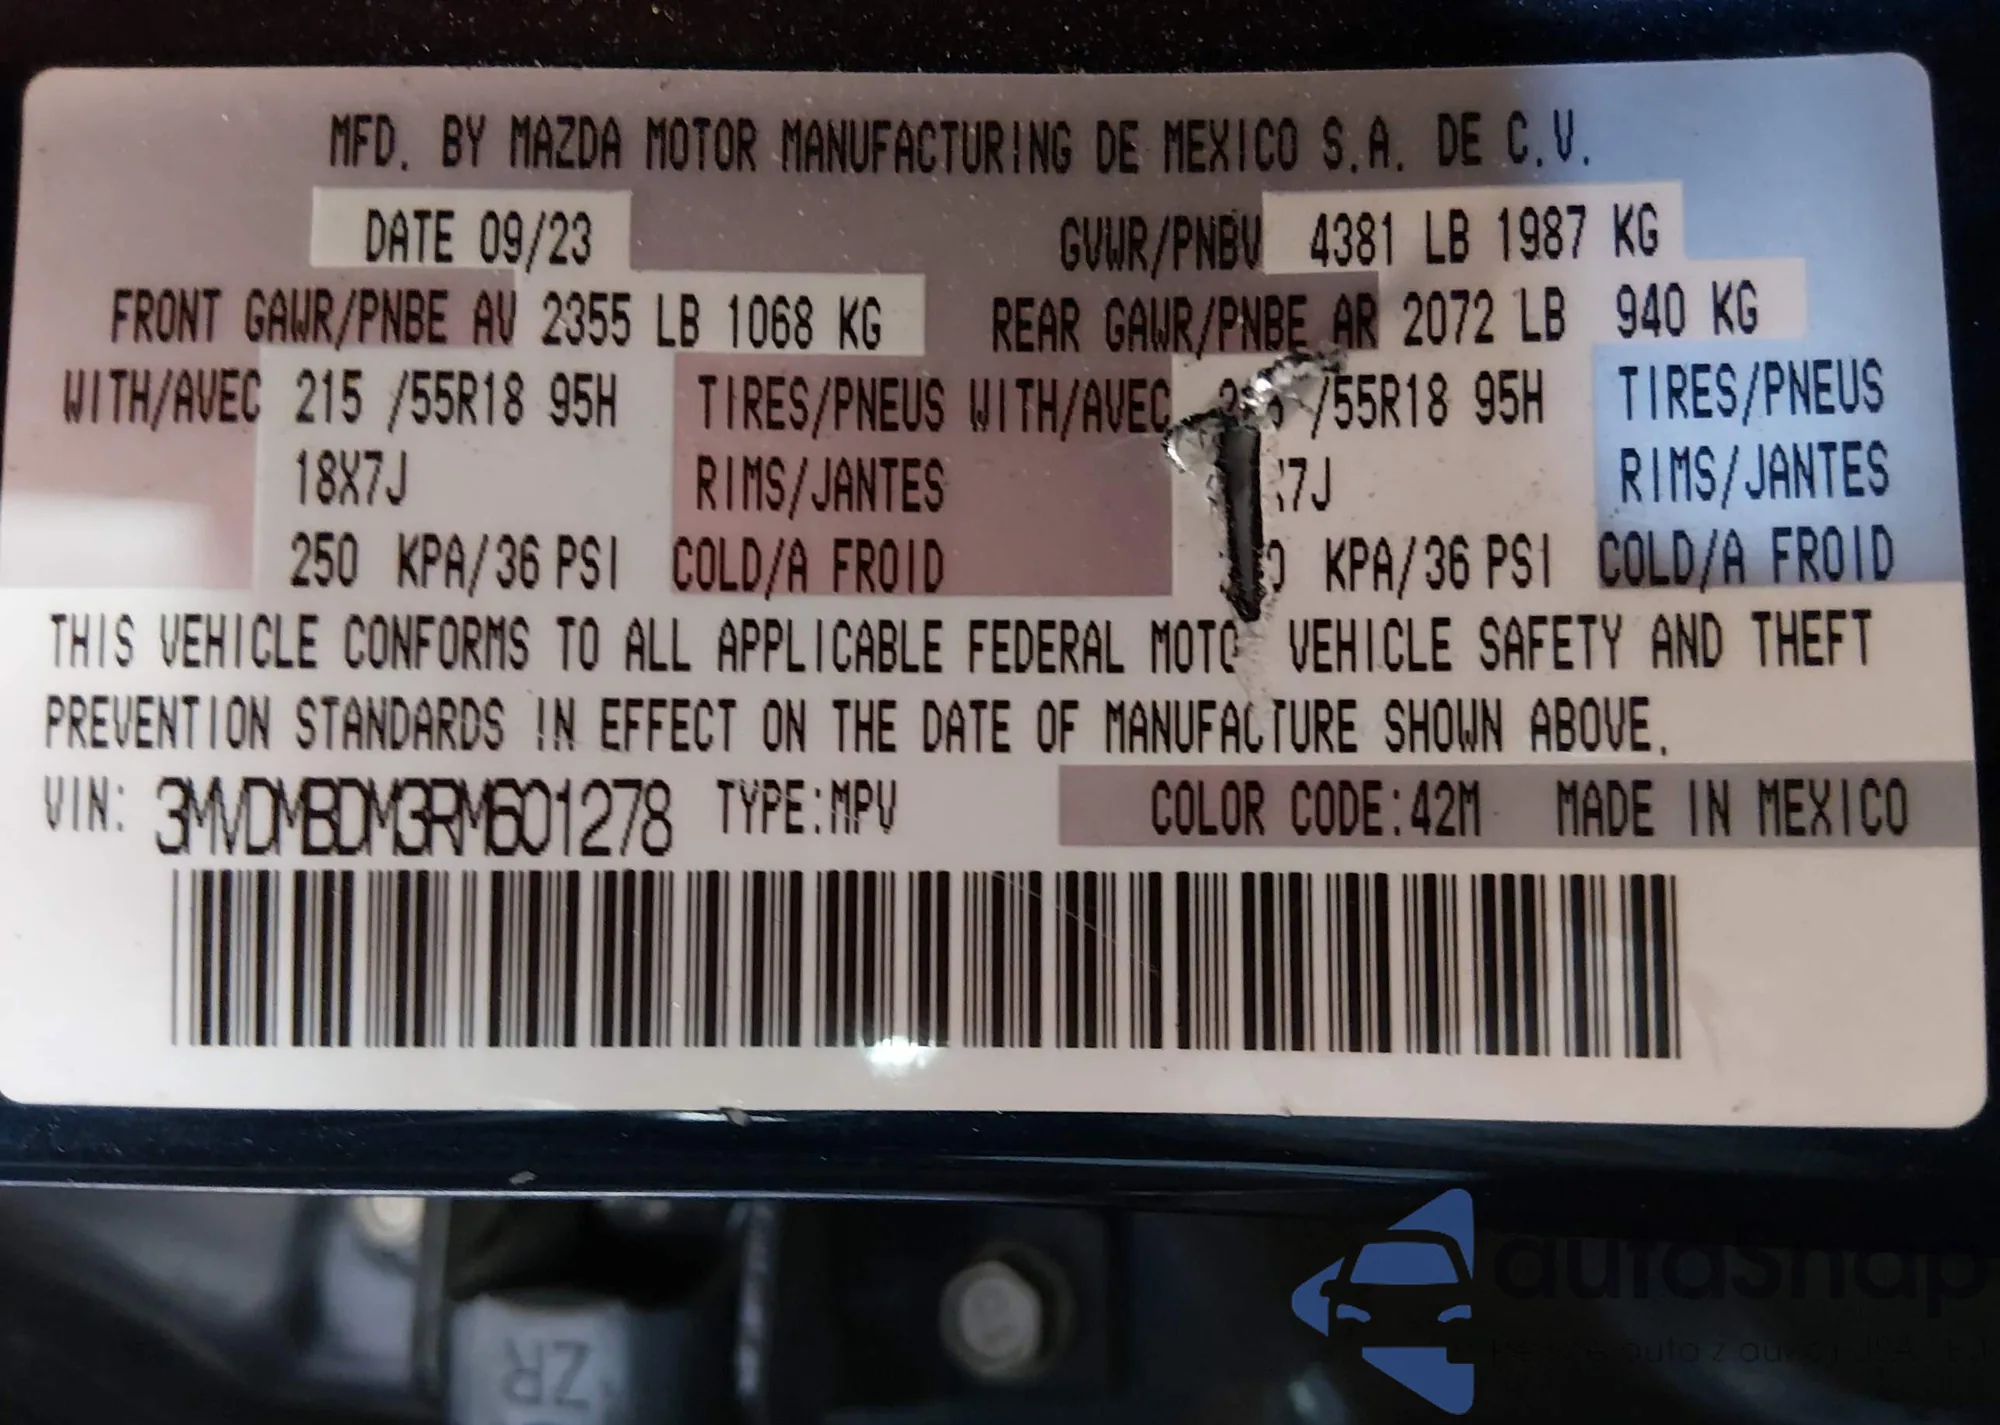 MFD. BY MAZDA MOTOR MANUFACTURING DE MEXICO S.A. DE C.V.
DATE 09/23 GVWR/PNBV 4381 LB 1987 KG
FRONT GAWR/PNBE AV 2355 LB 1068 KG REAR GAWR/PNBE AR 2072 LB 940 KG
WITH/AVEC 215 /55R18 95H TIRES/PNEUS WITH/AVEC /55R18 95H TIRES/PNEUS
18X7J RIMS/JANTES 7J RIMS/JANTES
250 KPA/36 PSI COLD/A FROID KPA/36 PSI COLD/A FROID
THIS VEHICLE CONFORMS TO ALL APPLICABLE FEDERAL MOTO VEHICLE SAFETY AND THEFT
PREVENTION STANDARDS IN EFFECT ON THE DATE OF MANUFACTURE SHOWN ABOVE.
VIN: 3MVDMBDM3RM601278 TYPE:MPV COLOR CODE:42M MADE IN MEXICO
ZR
autasnap